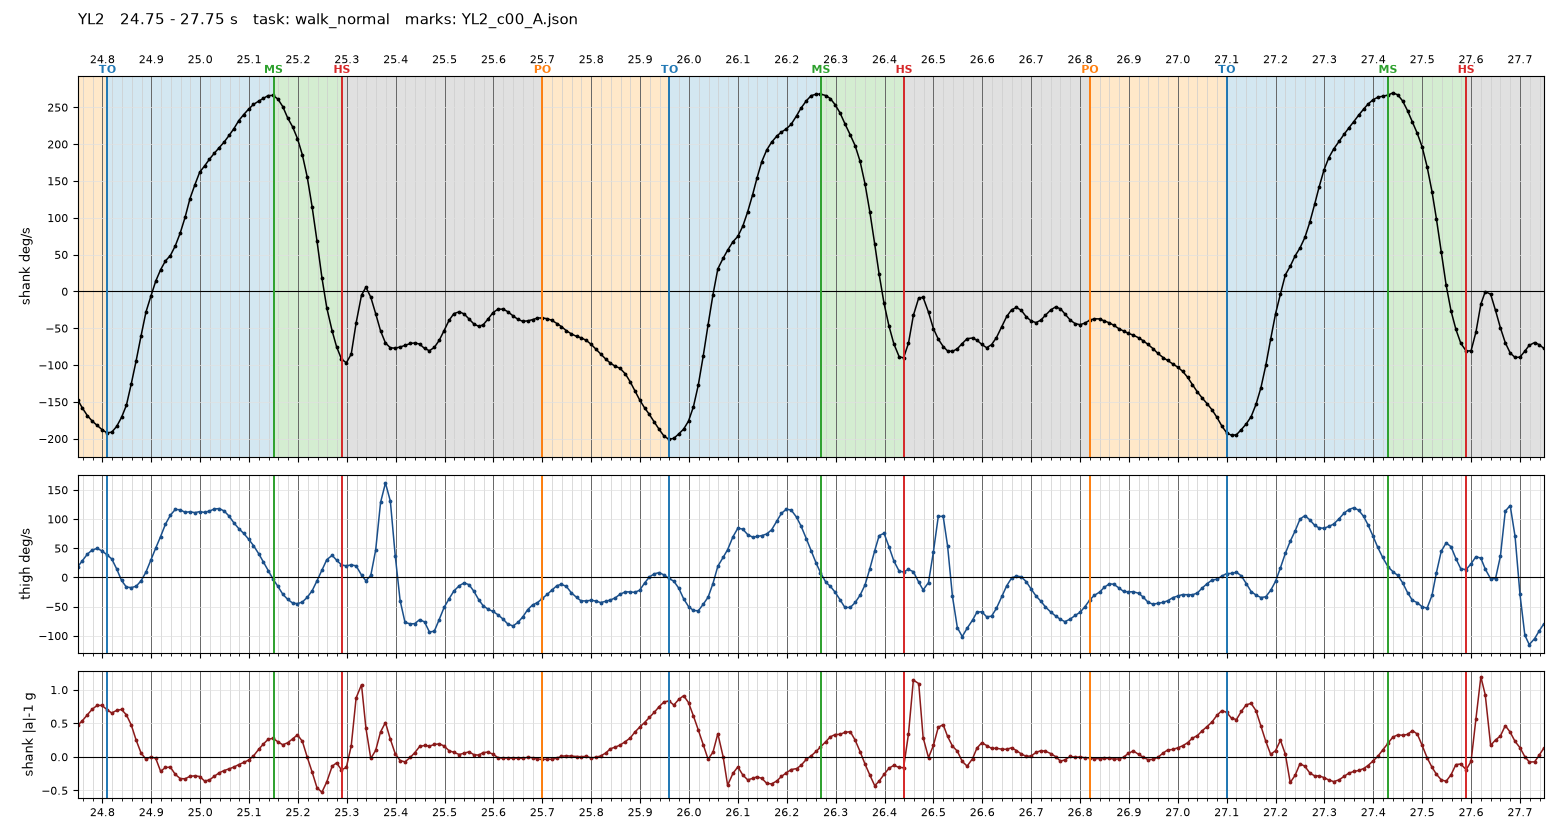 YL2 24.75 - 27.75 s task: walk_normal marks: YL2_c00_A.json
24.8 24.9 25.0 25.1 25.2 25.3 25.4 25.5 25.6 25.7 25.8 25.9 26.0 26.1 26.2 26.3 26.4 26.5 26.6 26.7 26.8 26.9 27.0 27.1 27.2 27.3 27.4 27.5 27.6 27.7
TO MS HS PO TO MS HS PO TO MS HS
shank deg/s
250
200
150
100
50
0
−50
−100
−150
−200
thigh deg/s
150
100
50
0
−50
−100
shank |a|-1 g
1.0
0.5
0.0
−0.5
24.8 24.9 25.0 25.1 25.2 25.3 25.4 25.5 25.6 25.7 25.8 25.9 26.0 26.1 26.2 26.3 26.4 26.5 26.6 26.7 26.8 26.9 27.0 27.1 27.2 27.3 27.4 27.5 27.6 27.7